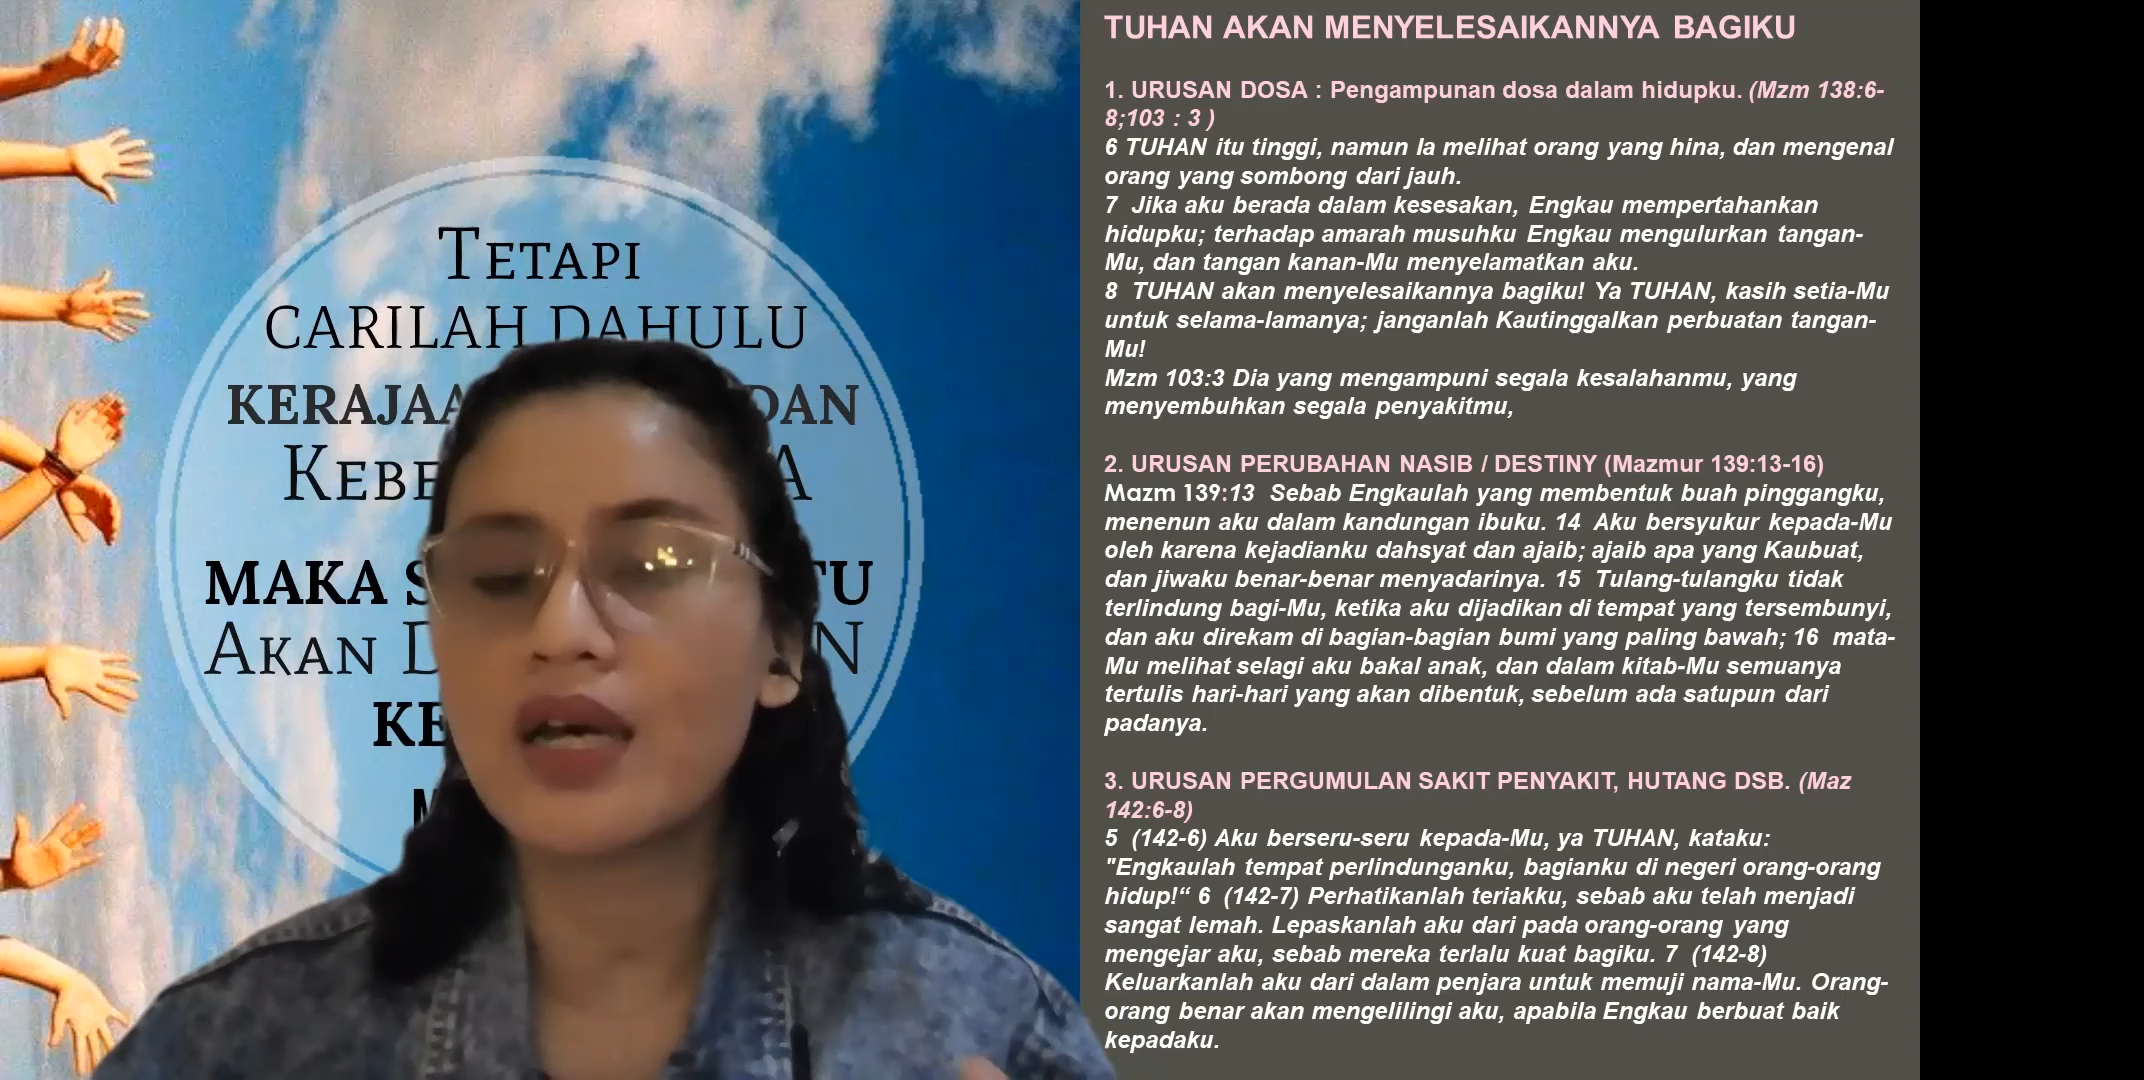 TETAPI
CARILAH DAHULU
DAN
MAKA
AKAN
TUHAN AKAN MENYELESAIKANNYA BAGIKU
1. URUSAN DOSA : Pengampunan dosa dalam hidupku. (Mzm 138:6-
8;103 : 3 )
6 TUHAN itu tinggi, namun Ia melihat orang yang hina, dan mengenal
orang yang sombong dari jauh.
7 Jika aku berada dalam kesesakan, Engkau mempertahankan
hidupku; terhadap amarah musuhku Engkau mengulurkan tangan-
Mu, dan tangan kanan-Mu menyelamatkan aku.
8 TUHAN akan menyelesaikannya bagiku! Ya TUHAN, kasih setia-Mu
untuk selama-lamanya; janganlah Kautinggalkan perbuatan tangan-
Mu!
Mzm 103:3 Dia yang mengampuni segala kesalahanmu, yang
menyembuhkan segala penyakitmu,
2. URUSAN PERUBAHAN NASIB / DESTINY (Mazmur 139:13-16)
Mazm 139:13 Sebab Engkaulah yang membentuk buah pinggangku,
menenun aku dalam kandungan ibuku. 14 Aku bersyukur kepada-Mu
oleh karena kejadianku dahsyat dan ajaib; ajaib apa yang Kaubuat,
dan jiwaku benar-benar menyadarinya. 15 Tulang-tulangku tidak
terlindung bagi-Mu, ketika aku dijadikan di tempat yang tersembunyi,
dan aku direkam di bagian-bagian bumi yang paling bawah; 16 mata-
Mu melihat selagi aku bakal anak, dan dalam kitab-Mu semuanya
tertulis hari-hari yang akan dibentuk, sebelum ada satupun dari
padanya.
3. URUSAN PERGUMULAN SAKIT PENYAKIT, HUTANG DSB. (Maz
142:6-8)
5 (142-6) Aku berseru-seru kepada-Mu, ya TUHAN, kataku:
"Engkaulah tempat perlindunganku, bagianku di negeri orang-orang
hidup!“ 6 (142-7) Perhatikanlah teriakku, sebab aku telah menjadi
sangat lemah. Lepaskanlah aku dari pada orang-orang yang
mengejar aku, sebab mereka terlalu kuat bagiku. 7 (142-8)
Keluarkanlah aku dari dalam penjara untuk memuji nama-Mu. Orang-
orang benar akan mengelilingi aku, apabila Engkau berbuat baik
kepadaku.